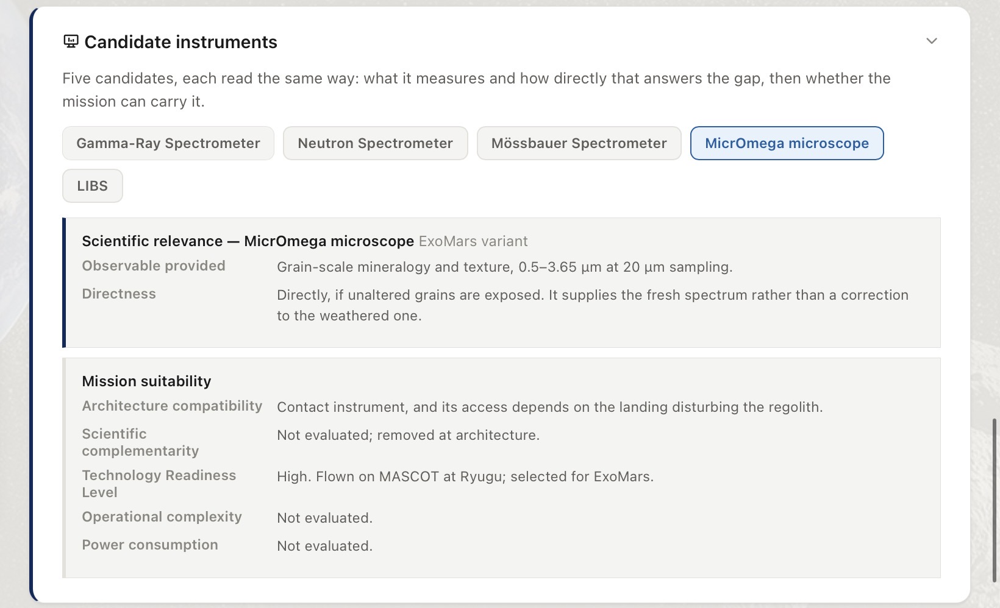 Candidate instruments
Five candidates, each read the same way: what it measures and how directly that answers the gap, then whether the
mission can carry it.
Gamma-Ray Spectrometer
Neutron Spectrometer
Mössbauer Spectrometer
MicrOmega microscope
LIBS
Scientific relevance — MicrOmega microscope ExoMars variant
Observable provided
Grain-scale mineralogy and texture, 0.5–3.65 µm at 20 µm sampling.
Directness
Directly, if unaltered grains are exposed. It supplies the fresh spectrum rather than a correction
to the weathered one.
Mission suitability
Architecture compatibility
Contact instrument, and its access depends on the landing disturbing the regolith.
Scientific
complementarity
Not evaluated; removed at architecture.
Technology Readiness
Level
High. Flown on MASCOT at Ryugu; selected for ExoMars.
Operational complexity
Not evaluated.
Power consumption
Not evaluated.